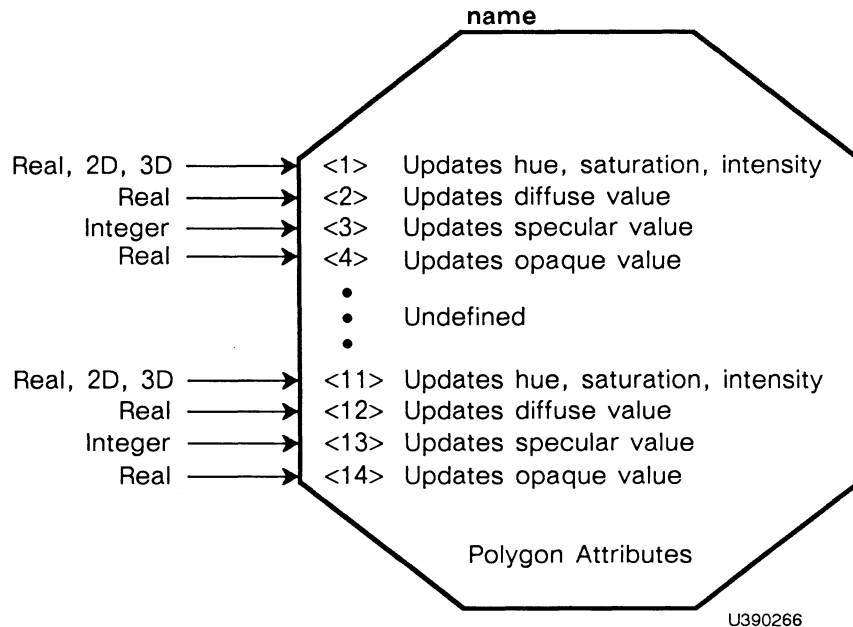 name
Real, 2D, 3D <1> Updates hue, saturation, intensity
Real <2> Updates diffuse value
Integer <3> Updates specular value
Real <4> Updates opaque value
Undefined
Real, 2D, 3D <11> Updates hue, saturation, intensity
Real <12> Updates diffuse value
Integer <13> Updates specular value
Real <14> Updates opaque value
Polygon Attributes
U390266